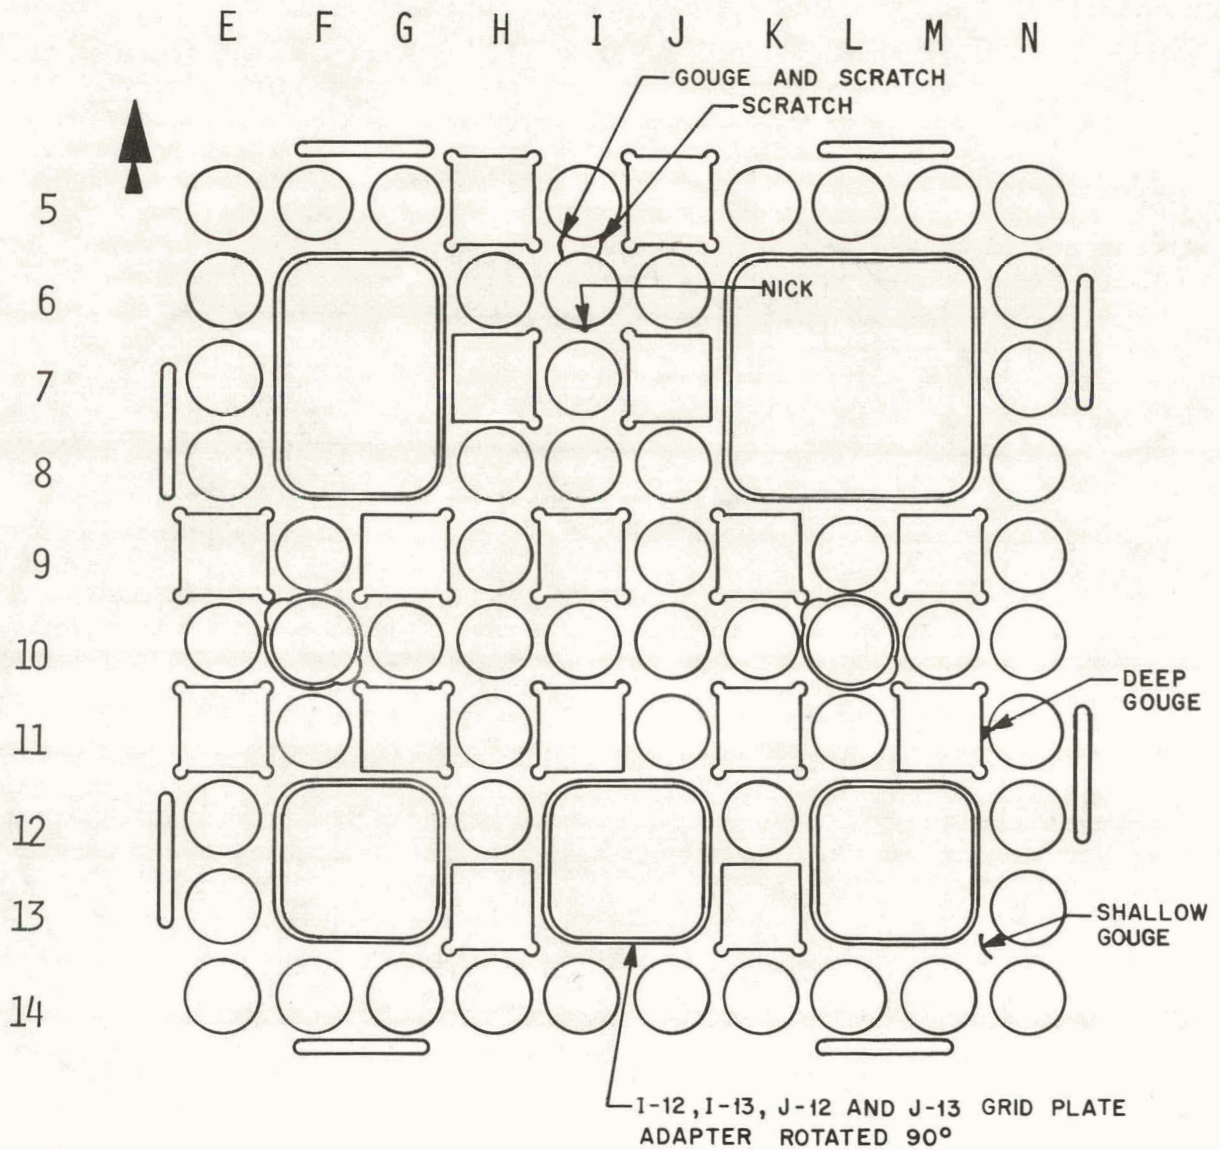 E F G H I J K L M N
GOUGE AND SCRATCH
SCRATCH
5
6
NICK
7
8
9
10
DEEP
GOUGE
11
12
13
SHALLOW
GOUGE
14
I-12, I-13, J-12 AND J-13 GRID PLATE
ADAPTER ROTATED 90°